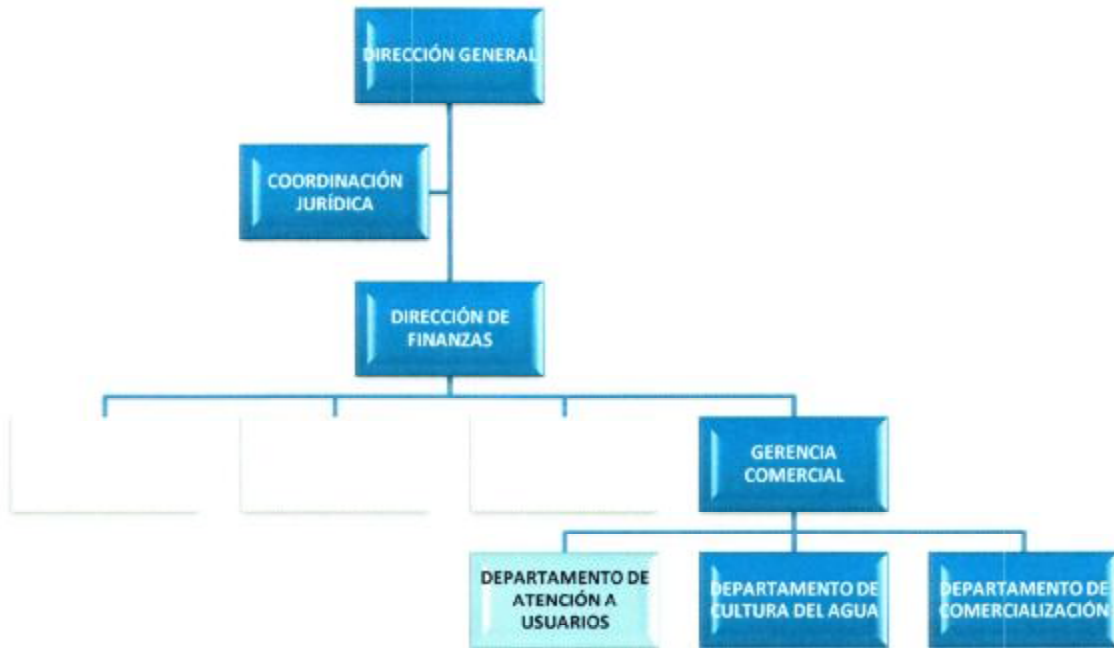 DIRECCIÓN GENERAL
COORDINACIÓN
JURÍDICA
DIRECCIÓN DE
FINANZAS
GERENCIA
COMERCIAL
DEPARTAMENTO DE
ATENCIÓN A
USUARIOS
DEPARTAMENTO DE
CULTURA DEL AGUA
DEPARTAMENTO DE
COMERCIALIZACIÓN